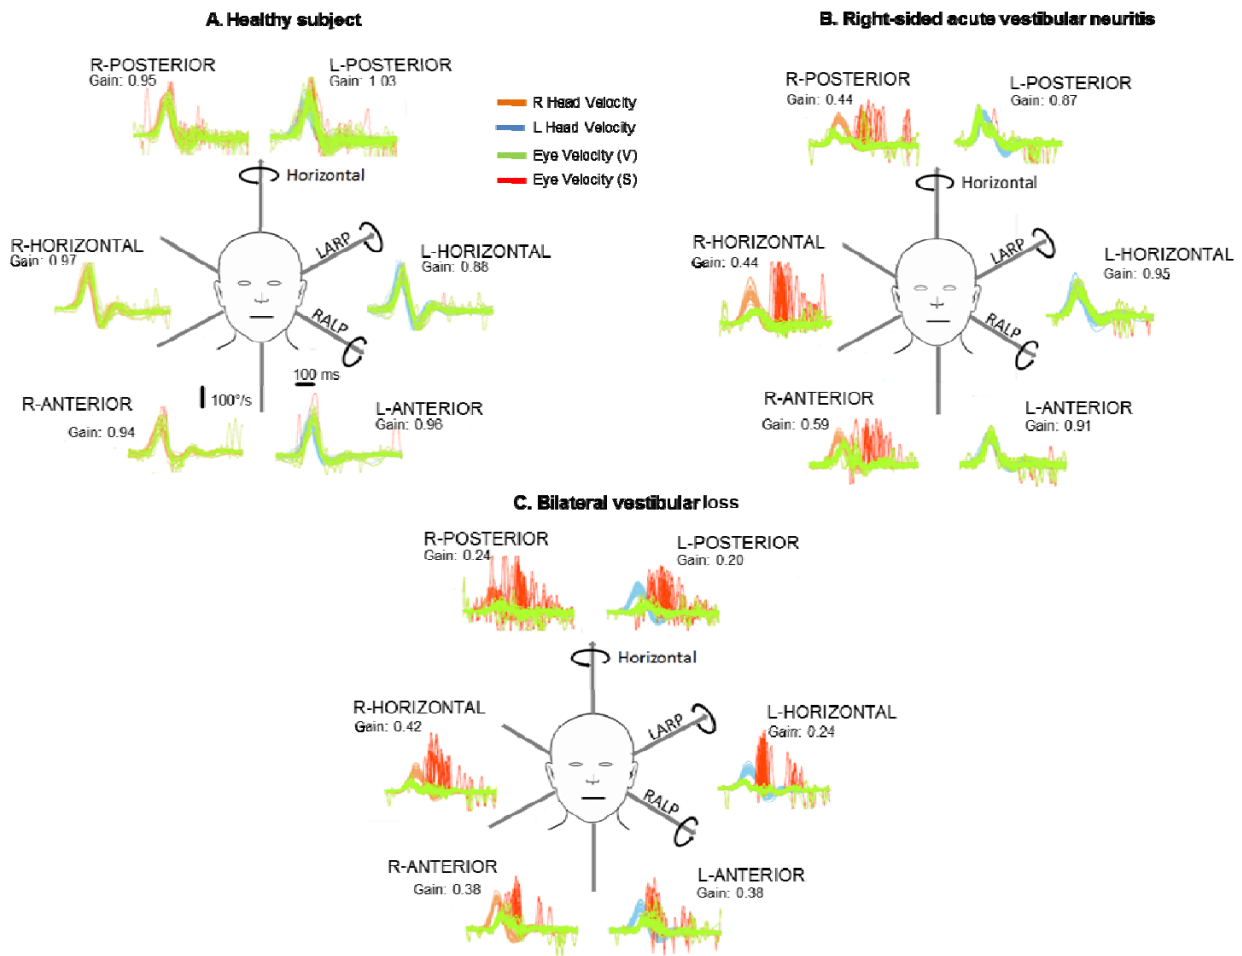 A. Healthy subject
R-POSTERIOR
Gain: 0.95
L-POSTERIOR
Gain: 1.03
R Head Velocity
L Head Velocity
Eye Velocity (V)
Eye Velocity (S)
Horizontal
R-HORIZONTAL
Gain: 0.97
LARP
L-HORIZONTAL
Gain: 0.88
RALP
100 ms
100°/s
R-ANTERIOR
Gain: 0.94
L-ANTERIOR
Gain: 0.96
B. Right-sided acute vestibular neuritis
R-POSTERIOR
Gain: 0.44
L-POSTERIOR
Gain: 0.87
Horizontal
R-HORIZONTAL
Gain: 0.44
LARP
L-HORIZONTAL
Gain: 0.95
RALP
R-ANTERIOR
Gain: 0.59
L-ANTERIOR
Gain: 0.91
C. Bilateral vestibular loss
R-POSTERIOR
Gain: 0.24
L-POSTERIOR
Gain: 0.20
Horizontal
R-HORIZONTAL
Gain: 0.42
LARP
L-HORIZONTAL
Gain: 0.24
RALP
R-ANTERIOR
Gain: 0.38
L-ANTERIOR
Gain: 0.38